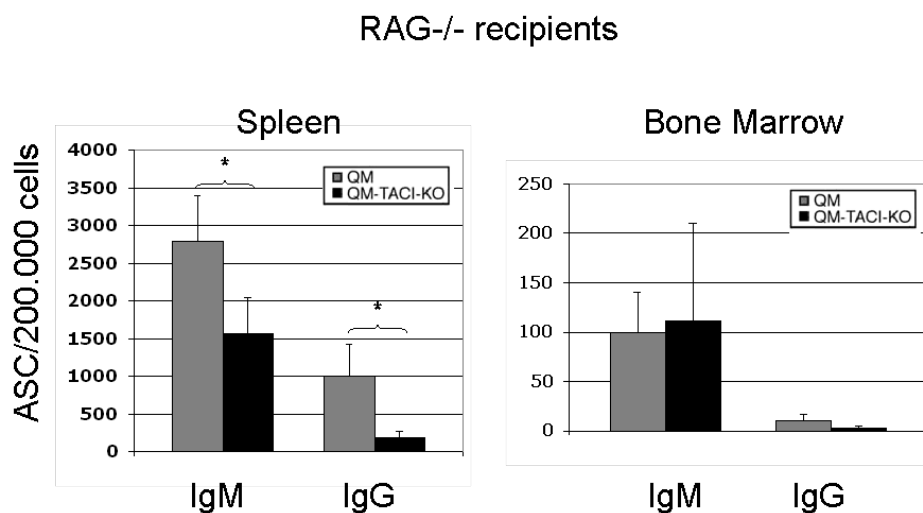 RAG-/- recipients
Spleen
Bone Marrow
ASC/200.000 cells
4000
3500
3000
2500
2000
1500
1000
500
0
*
*
QM
QM-TACI-KO
IgM
IgG
250
200
150
100
50
0
QM
QM-TACI-KO
IgM
IgG